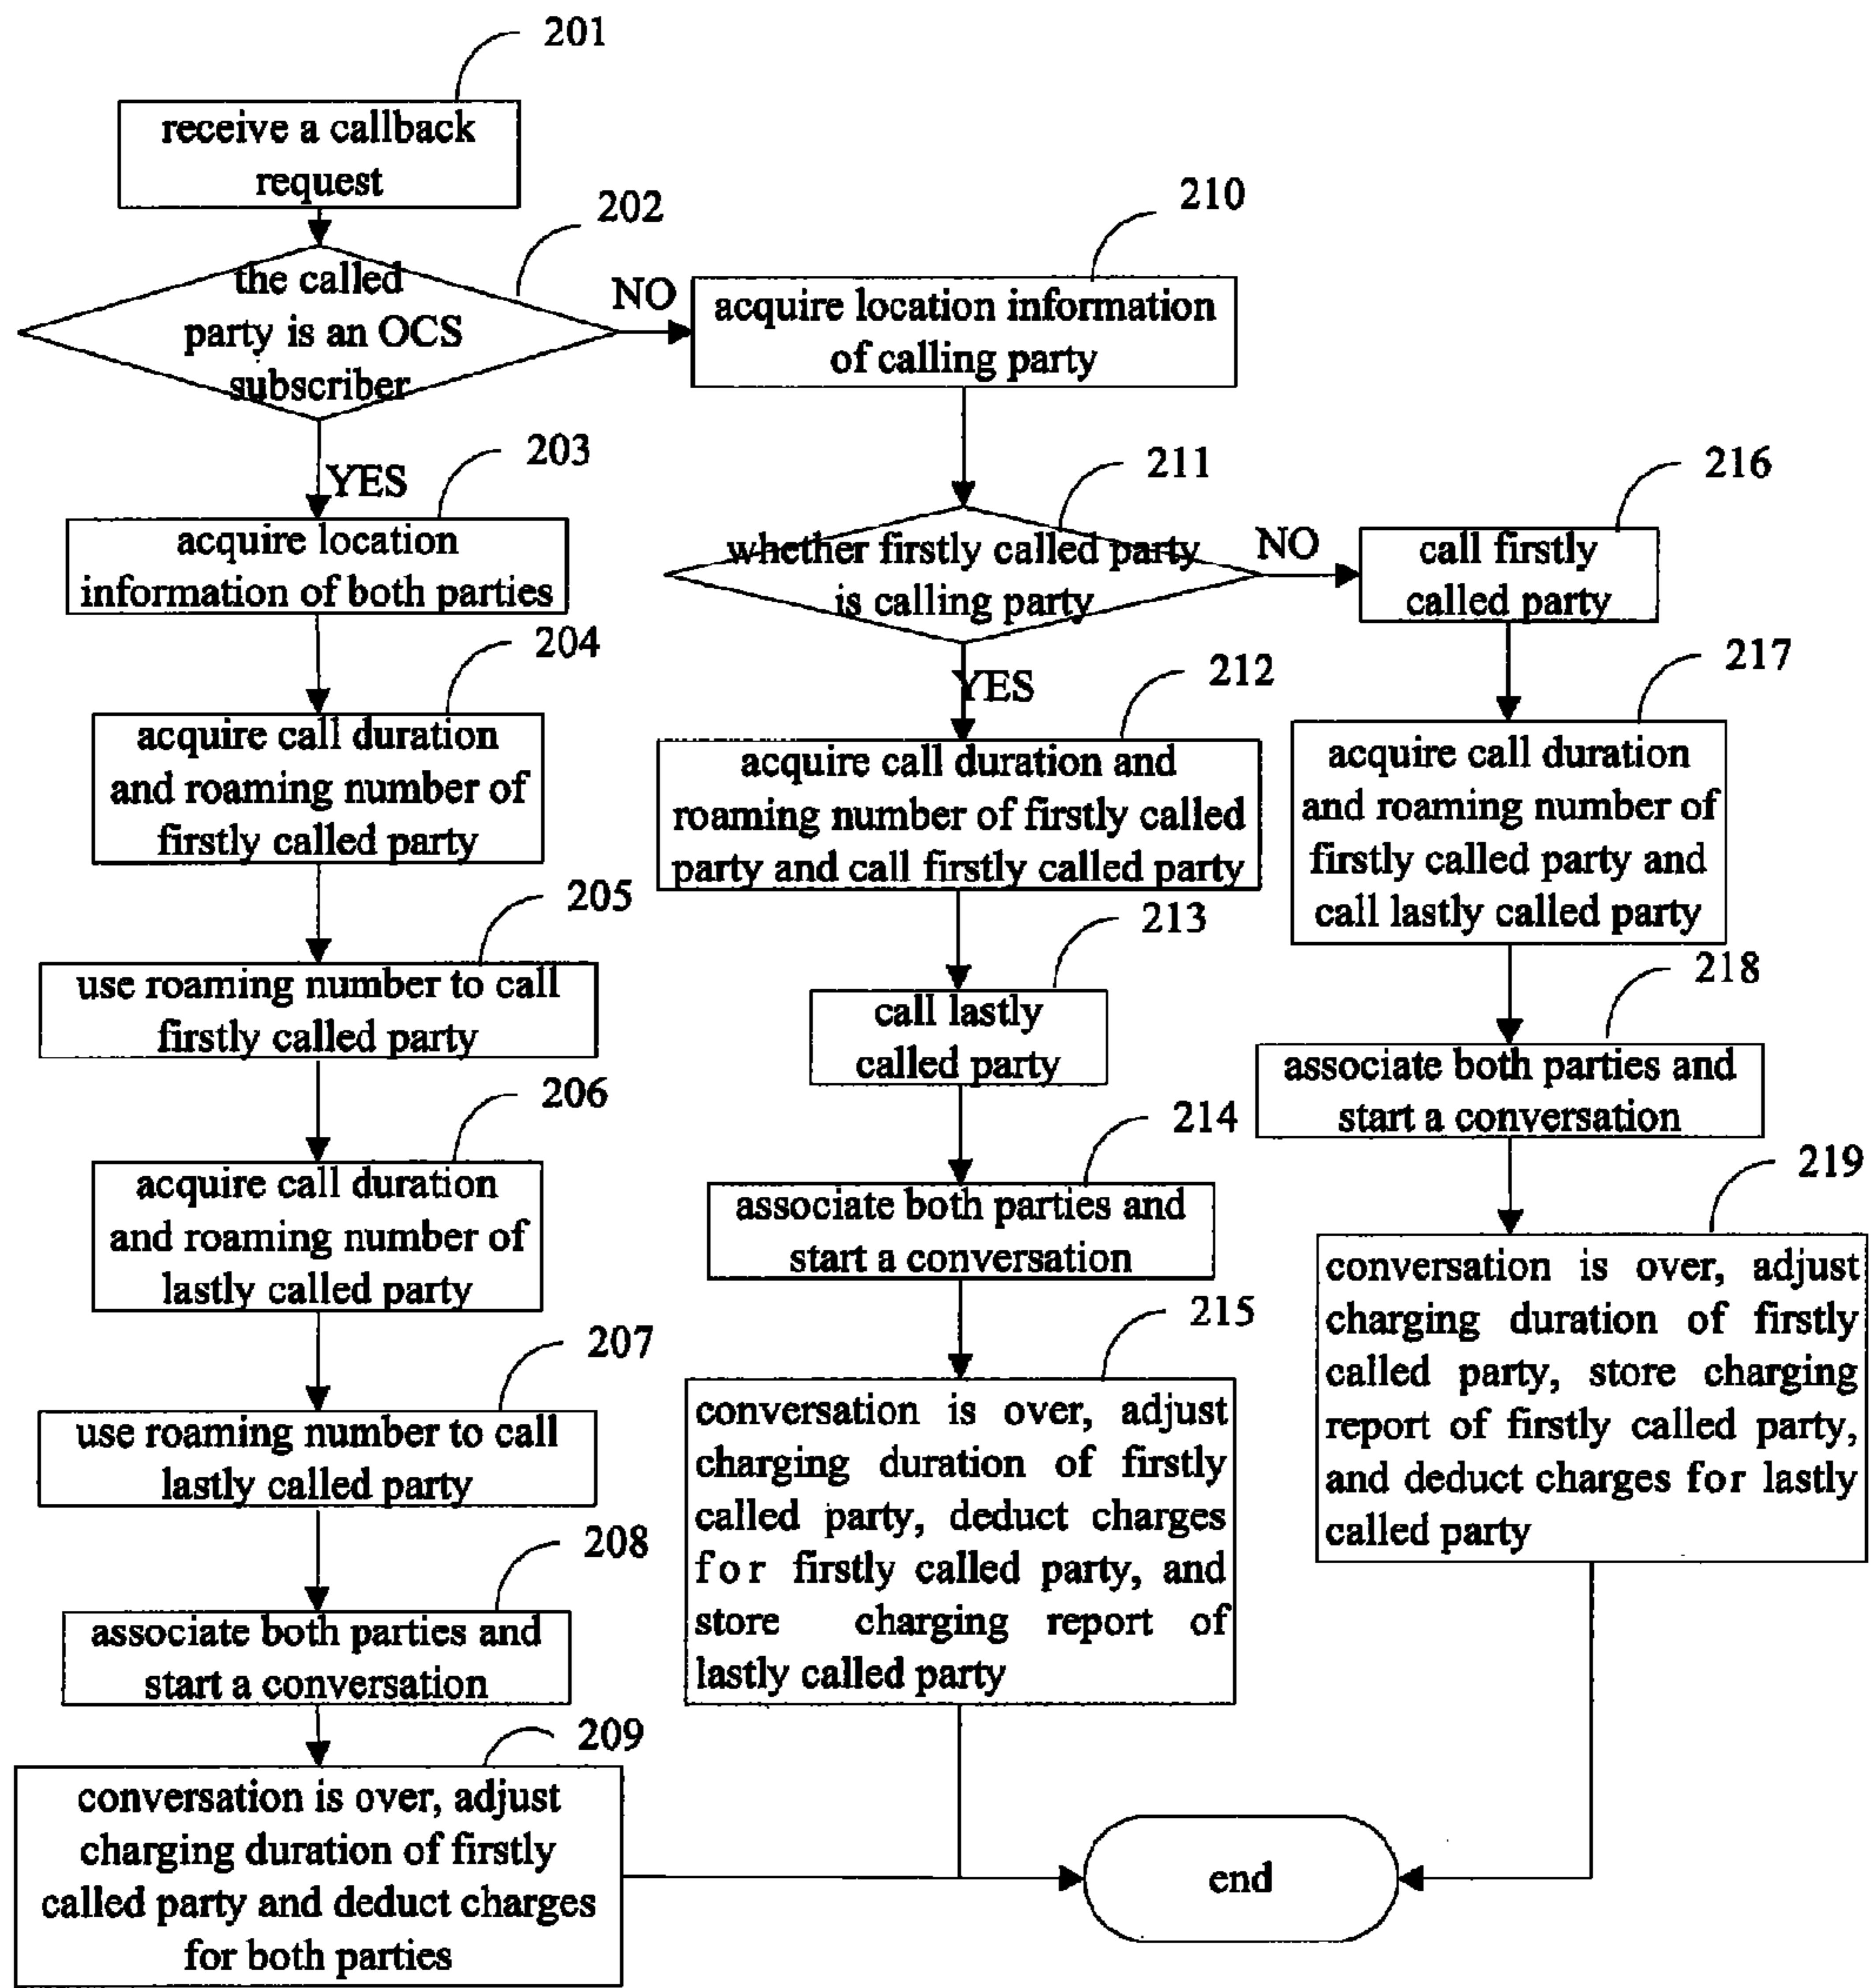 201
receive a callback
request
202
the called
party is an OCS
subscriber
NO
YES
203
acquire location
information of both parties
204
acquire call duration
and roaming number of
firstly called party
205
use roaming number to call
firstly called party
206
acquire call duration
and roaming number of
lastly called party
207
use roaming number to call
lastly called party
208
associate both parties and
start a conversation
209
conversation is over, adjust
charging duration of firstly
called party and deduct charges
for both parties
210
acquire location information
of calling party
211
whether firstly called party
is calling party
NO
YES
212
acquire call duration and
roaming number of firstly called
party and call firstly called party
213
call lastly
called party
214
associate both parties and
start a conversation
215
conversation is over, adjust
charging duration of firstly
called party, deduct charges
for firstly called party, and
store charging report of
lastly called party
216
call firstly
called party
217
acquire call duration
and roaming number of
firstly called party and
call lastly called party
218
associate both parties and
start a conversation
219
conversation is over, adjust
charging duration of firstly
called party, store charging
report of firstly called party,
and deduct charges for lastly
called party
end